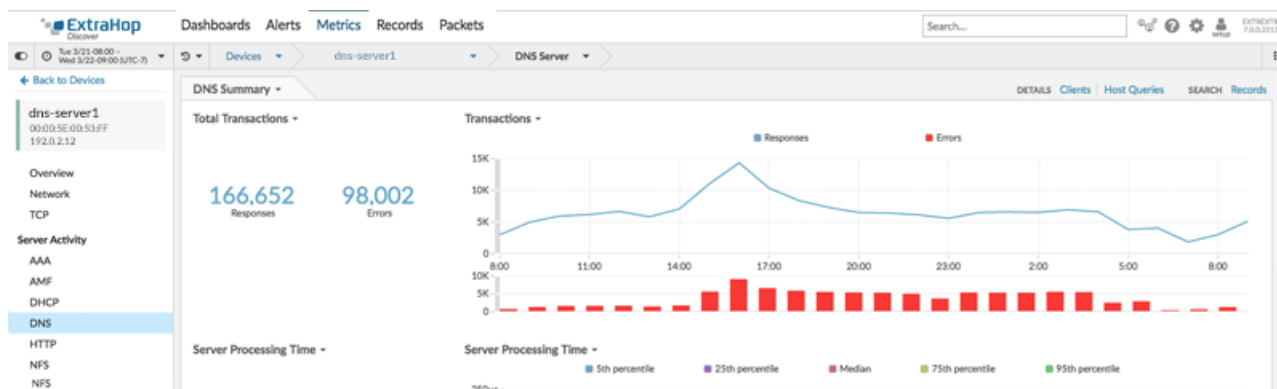 ExtraHop
Discover
Dashboards Alerts Metrics Records Packets
Search...
setup
Tue 3/21-08:00 –
Wed 3/22-09:00 (UTC-7)
Devices
dns-server1
DNS Server
Back to Devices
dns-server1
00:00:5E:00:53:FF
192.0.2.12
Overview
Network
TCP
Server Activity
AAA
AMF
DHCP
DNS
HTTP
NFS
NFS
DNS Summary
DETAILS Clients Host Queries SEARCH Records
Total Transactions
166,652 98,002
Responses Errors
Transactions
Responses Errors
15K
10K
5K
0
8:00 11:00 14:00 17:00 20:00 23:00 2:00 5:00 8:00
10K
5K
0
Server Processing Time
Server Processing Time
5th percentile 25th percentile Median 75th percentile 95th percentile